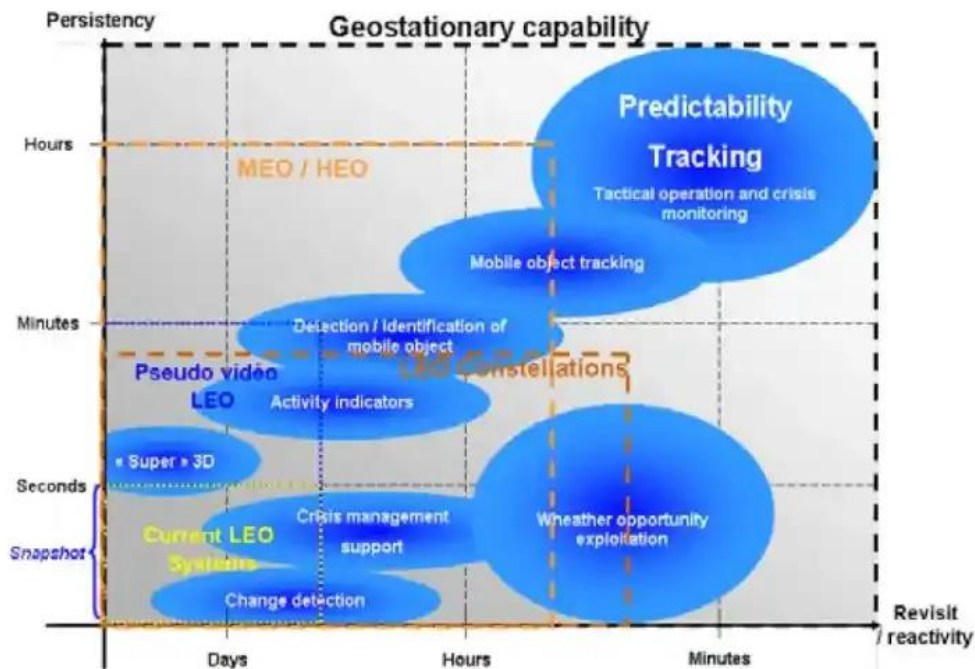 Persistency
Geostationary capability
Predictability
Tracking
Tactical operation and crisis
monitoring
Hours
MEO / HEO
Mobile object tracking
Minutes
Detection / Identification of
mobile object
LEO Constellations
Pseudo vidéo
LEO
Activity indicators
« Super » 3D
Seconds
Crisis management
support
Wheather opportunity
exploitation
Current LEO
Systems
Snapshot
Change detection
Revisit
/ reactivity
Days
Hours
Minutes